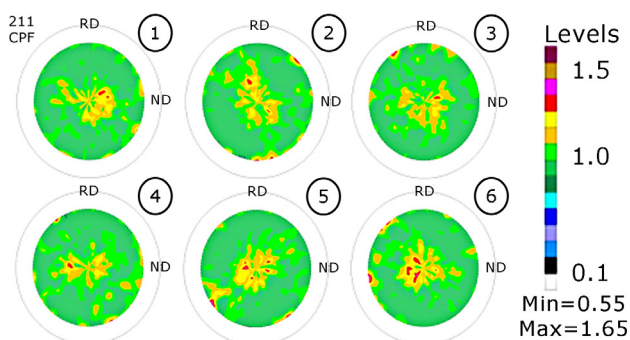 211
CPF
RD
1
ND
RD
2
ND
RD
3
RD
4
ND
RD
5
ND
RD
6
Levels
1.5
1.0
0.1
Min=0.55
Max=1.65